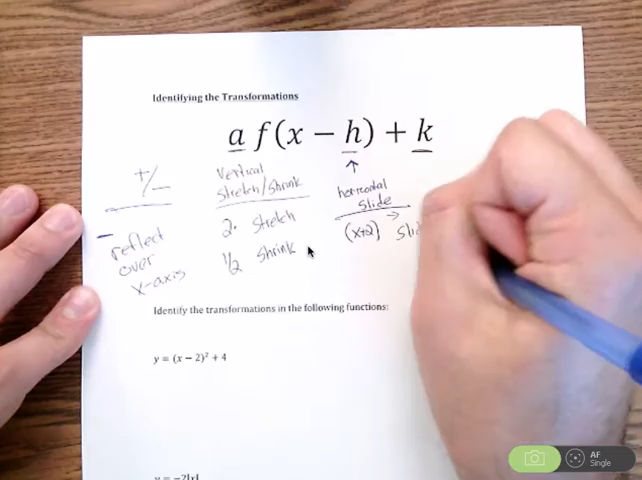 Identifying the Transformations
a f(x − h) + k
+/−
Vertical
Stretch/Shrink
↑
horizontal
Slide
− reflect
over
x-axis
2 · Stretch
1/2 Shrink
→
(x+2)
Identify the transformations in the following functions:
y = (x − 2)² + 4
y = −2|x|
AF
Single